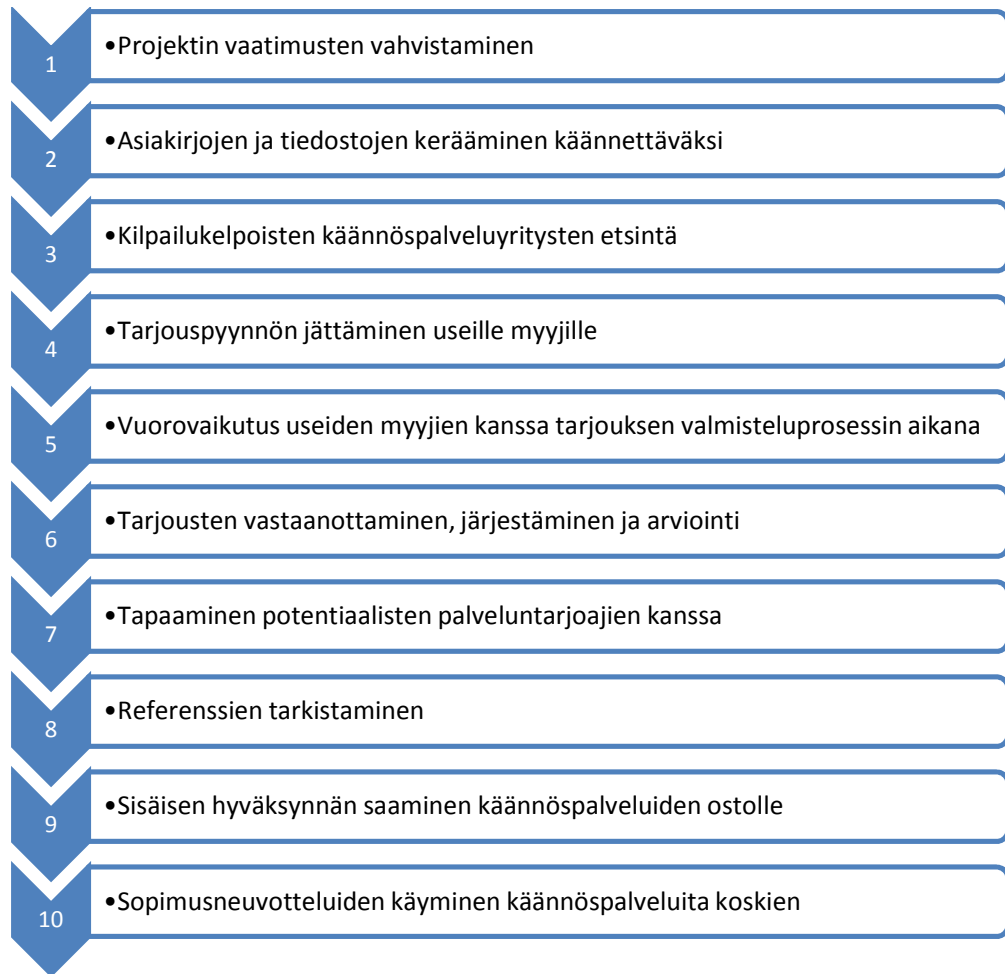 1 •Projektin vaatimusten vahvistaminen
2 •Asiakirjojen ja tiedostojen kerääminen käännettäväksi
3 •Kilpailukelpoisten käännöspalveluyritysten etsintä
4 •Tarjouspyynnön jättäminen useille myyjille
5 •Vuorovaikutus useiden myyjien kanssa tarjouksen valmisteluprosessin aikana
6 •Tarjousten vastaanottaminen, järjestäminen ja arviointi
7 •Tapaaminen potentiaalisten palveluntarjoajien kanssa
8 •Referenssien tarkistaminen
9 •Sisäisen hyväksynnän saaminen käännöspalveluiden ostolle
10 •Sopimusneuvotteluiden käyminen käännöspalveluita koskien